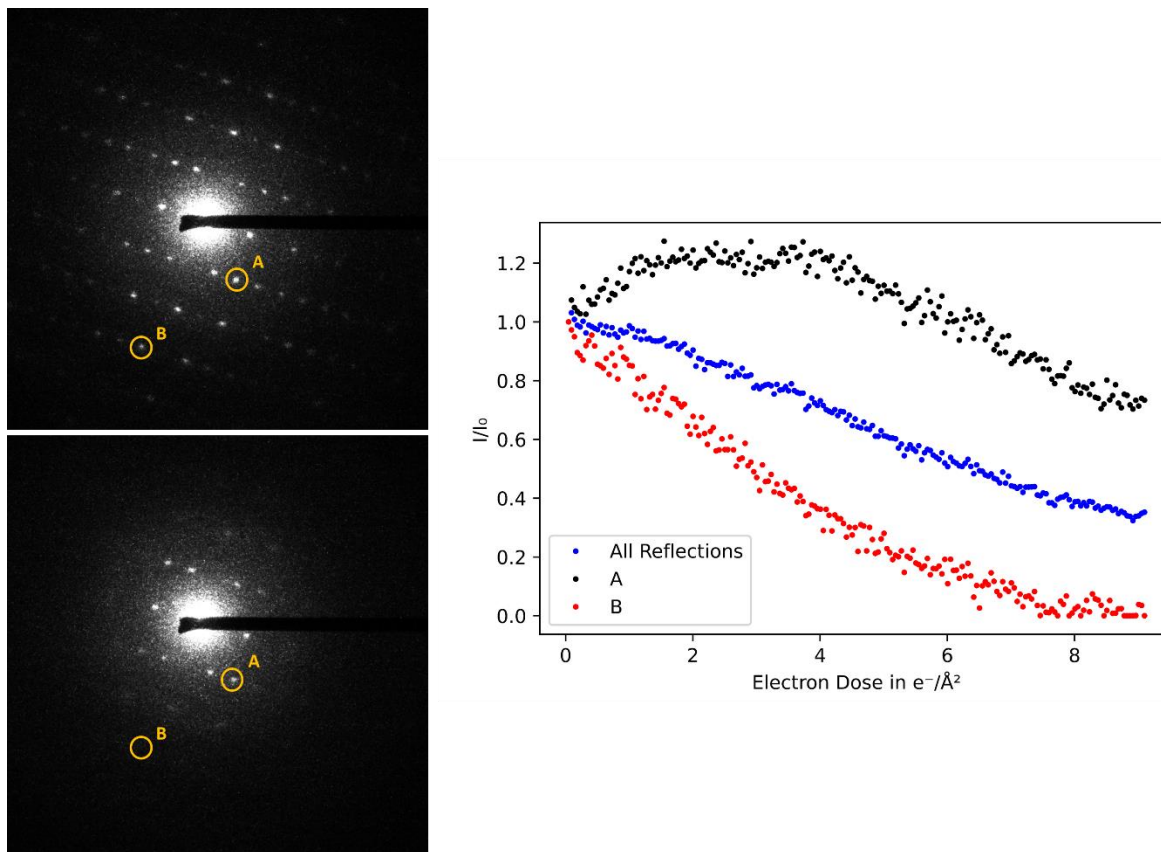 A
B
A
B
1.2
1.0
0.8
0.6
0.4
0.2
0.0
I/I₀
All Reflections
A
B
0 2 4 6 8
Electron Dose in e⁻/Å²